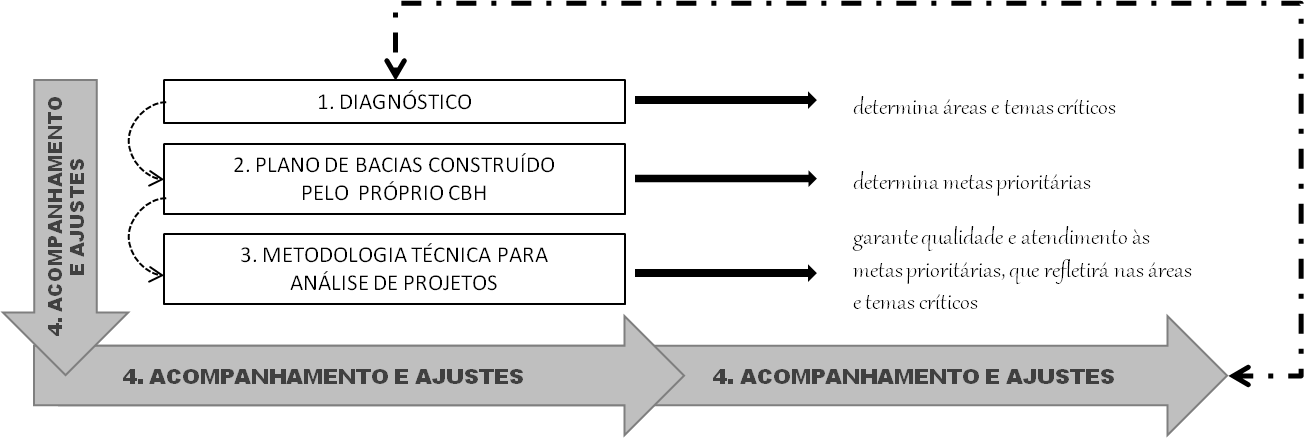 1. DIAGNÓSTICO
determina áreas e temas críticos
2. PLANO DE BACIAS CONSTRUÍDO
PELO PRÓPRIO CBH
determina metas prioritárias
3. METODOLOGIA TÉCNICA PARA
ANÁLISE DE PROJETOS
garante qualidade e atendimento às
metas prioritárias, que refletirá nas áreas
e temas críticos
4. ACOMPANHAMENTO
E AJUSTES
4. ACOMPANHAMENTO E AJUSTES
4. ACOMPANHAMENTO E AJUSTES